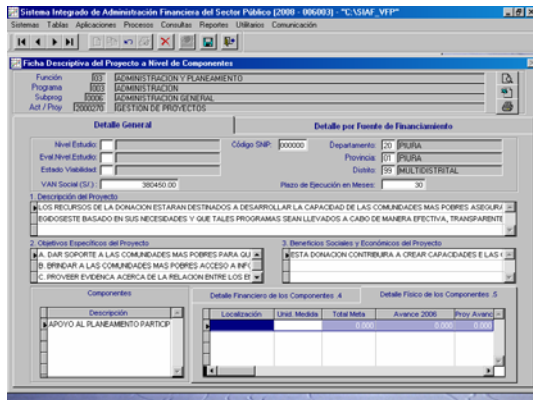 Sistema Integrado de Administración Financiera del Sector Público (2008 - 006003) - "C:\SIAF_VFP"
Sistemas Tablas Aplicaciones Procesos Consultas Reportes Utilitarios Comunicación
Ficha Descriptiva del Proyecto a Nivel de Componentes
Función 03 ADMINISTRACION Y PLANEAMIENTO
Programa 003 ADMINISTRACION
Subprog 0006 ADMINISTRACION GENERAL
Act / Proy 2000270 GESTION DE PROYECTOS
Detalle General Detalle por Fuente de Financiamiento
Nivel Estudio: Código SNIP: 000000 Departamento: 20 PIURA
Eval.Nivel.Estudio: Provincia: 01 PIURA
Estado Viabilidad: Distrito: 99 MULTIDISTRITAL
VAN Social (S/.) : 380450.00 Plazo de Ejecución en Meses: 30
1. Descripción del Proyecto
LOS RECURSOS DE LA DONACION ESTARAN DESTINADOS A DESARROLLAR LA CAPACIDAD DE LAS COMUNIDADES MAS POBRES ASEGURA
EGIDOSESTE BASADO EN SUS NECESIDADES Y QUE TALES PROGRAMAS SEAN LLEVADOS A CABO DE MANERA EFECTIVA, TRANSPARENTE
2. Objetivos Específicos del Proyecto 3. Beneficios Sociales y Económicos del Proyecto
A. DAR SOPORTE A LAS COMUNIDADES MAS POBRES PARA QU ESTA DONACION CONTRIBUIRA A CREAR CAPACIDADES E LAS
B. BRINDAR A LAS COMUNIDADES MAS POBRES ACCESO A INFO
C. PROVEER EVIDENCA ACERCA DE LA RELACION ENTRE LOS
Componentes Detalle Financiero de los Componentes .4 Detalle Físico de los Componentes .5
Descripción Localización Unid. Medida Total Meta Avance 2006 Proy Avanc
APOYO AL PLANEAMIENTO PARTICIP 0.000 0.000 0.000